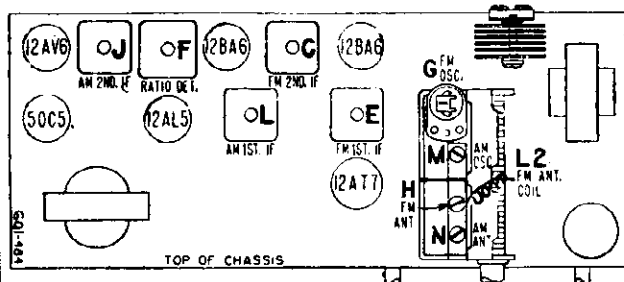 12AV6
J
AM 2ND. IF
F
RATIO DET.
12BA6
C
FM 2ND. IF
12BA6
G
FM
OSC.
50C5
12AL5
L
AM 1ST. IF
E
FM 1ST. IF
12AT7
M
AM
OSC
L2
FM ANT.
COIL
H
FM
ANT
N
AM
ANT
GQ1-484
TOP OF CHASSIS